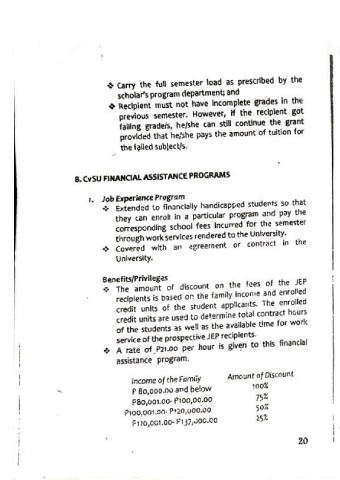 ❖ Carry the full semester load as prescribed by the
scholar's program department; and
❖ Recipient must not have incomplete grades in the
previous semester. However, if the recipient got
failing grade/s, he/she can still continue the grant
provided that he/she pays the amount of tuition for
the failed subject/s.
B. CvSU FINANCIAL ASSISTANCE PROGRAMS
1. Job Experience Program
❖ Extended to financially handicapped students so that
they can enroll in a particular program and pay the
corresponding school fees incurred for the semester
through work services rendered to the University.
❖ Covered with an agreement or contract in the
University.
Benefits/Privileges
❖ The amount of discount on the fees of the JEP
recipients is based on the family income and enrolled
credit units of the student applicants. The enrolled
credit units are used to determine total contract hours
of the students as well as the available time for work
service of the prospective JEP recipients.
❖ A rate of P21.00 per hour is given to this financial
assistance program.
Income of the Family Amount of Discount
P 80,000.00 and below 100%
P80,001.00- P100,00.00 75%
P100,001.00- P120,000.00 50%
P110,001.00- P137,000.00 25%
20